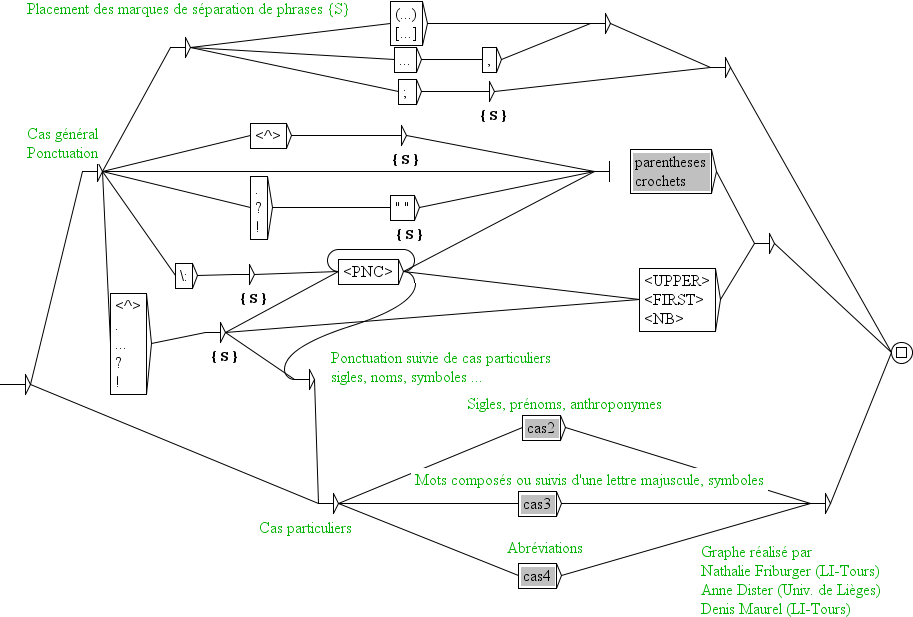 Placement des marques de séparation de phrases {S}
(...)
[...]
...
,
;
{S}
Cas général
Ponctuation
<^>
{S}
parentheses
crochets
.
?
!
" "
{S}
\:
{S}
<PNC>
<UPPER>
<FIRST>
<NB>
<^>
.
...
?
!
{S}
Ponctuation suivie de cas particuliers
sigles, noms, symboles ...
Sigles, prénoms, anthroponymes
cas2
Mots composés ou suivis d'une lettre majuscule, symboles
cas3
Cas particuliers
Abréviations
cas4
Graphe réalisé par
Nathalie Friburger (LI-Tours)
Anne Dister (Univ. de Lièges)
Denis Maurel (LI-Tours)